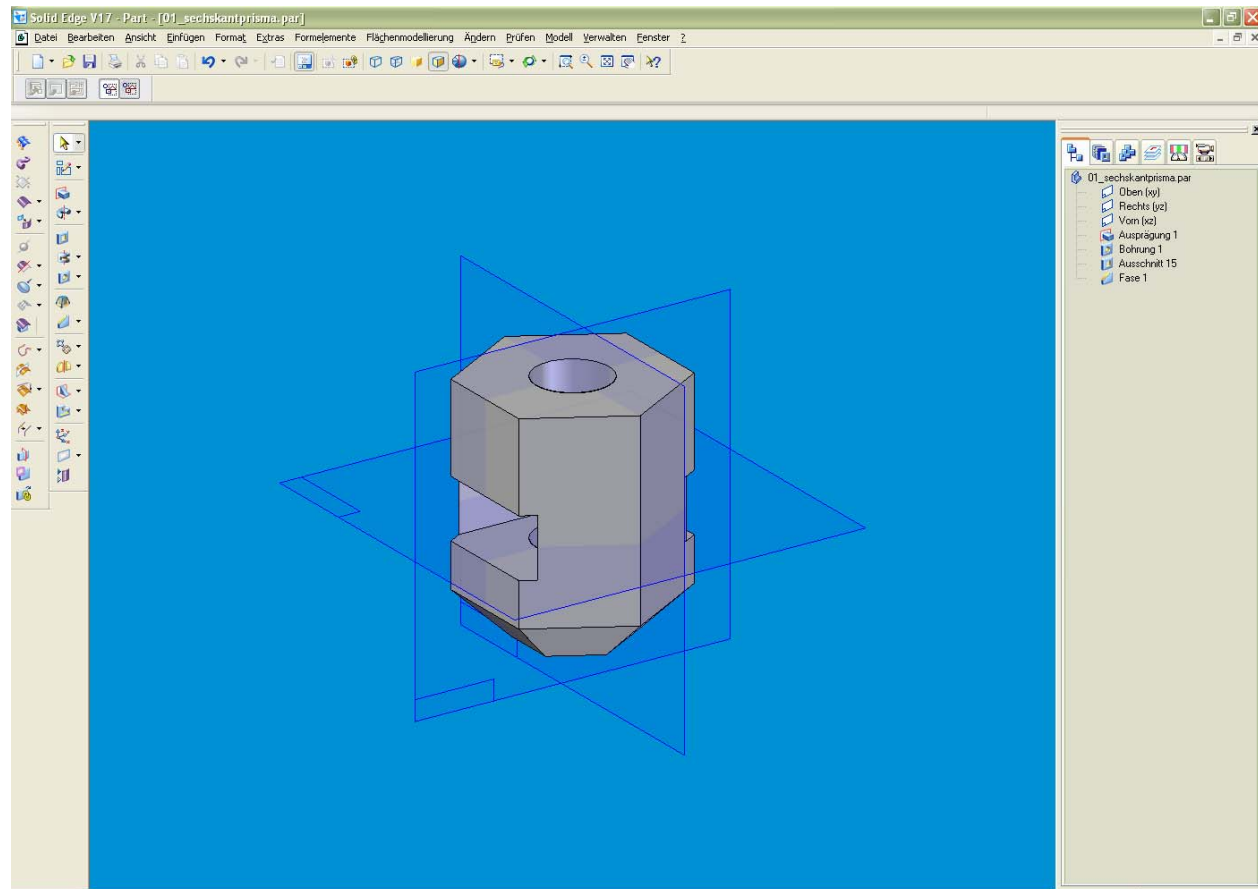 Solid Edge V17 - Part - [01_sechskantprisma.par]
Datei Bearbeiten Ansicht Einfügen Format Extras Formelemente Flächenmodellierung Ändern Prüfen Modell Verwalten Fenster ?
01_sechskantprisma.par
Oben (xy)
Rechts (yz)
Vorn (xz)
Ausprägung 1
Bohrung 1
Ausschnitt 15
Fase 1